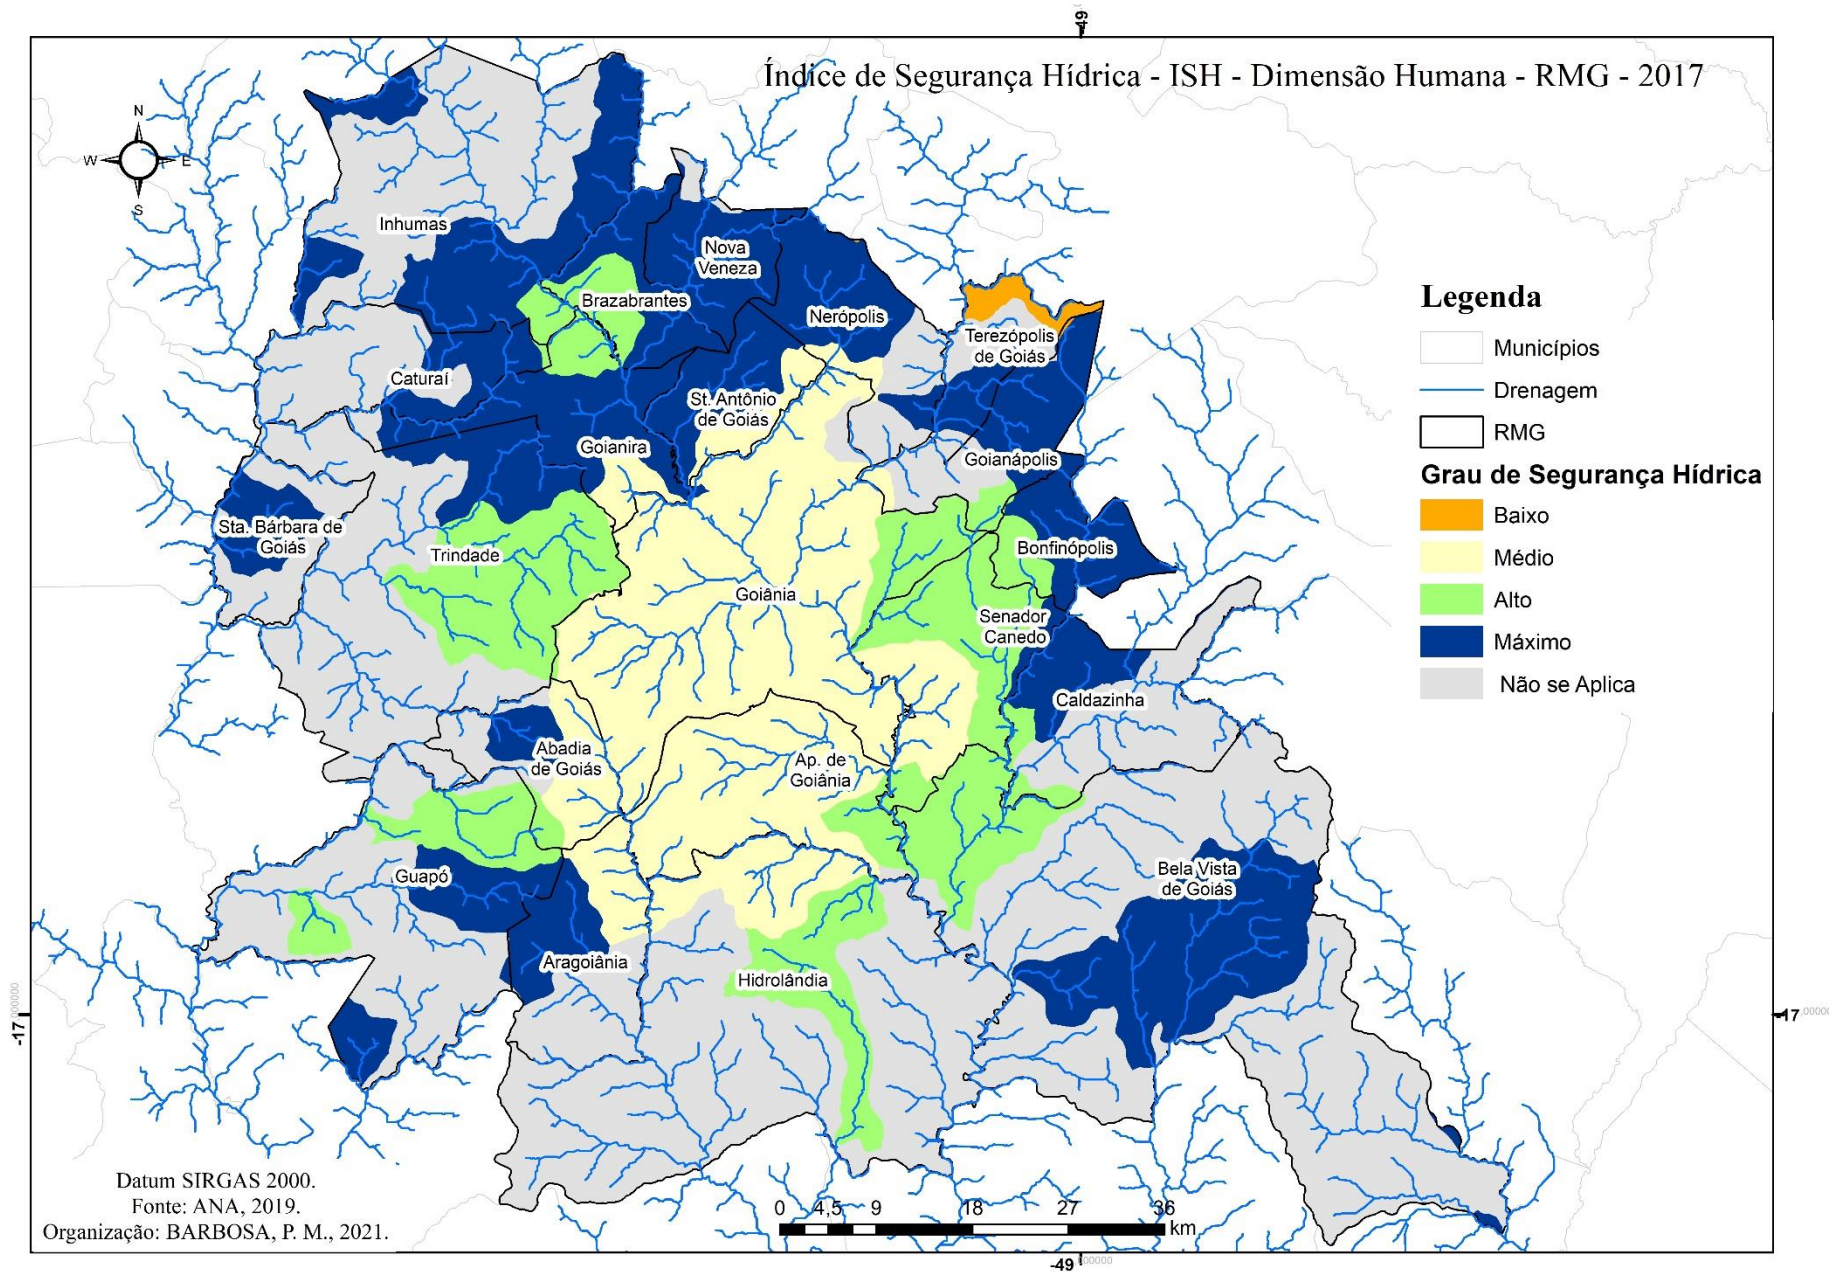 -49
Índice de Segurança Hídrica - ISH - Dimensão Humana - RMG - 2017
N
W
E
S
Inhumas
Nova
Veneza
Brazabrantes
Nerópolis
Terezópolis
de Goiás
Caturaí
St. Antônio
de Goiás
Goianira
Goianápolis
Sta. Bárbara de
Goiás
Trindade
Bonfinópolis
Goiânia
Senador
Canedo
Caldazinha
Abadia
de Goiás
Ap. de
Goiânia
Guapó
Bela Vista
de Goiás
Aragoiânia
Hidrolândia
Legenda
Municípios
Drenagem
RMG
Grau de Segurança Hídrica
Baixo
Médio
Alto
Máximo
Não se Aplica
-17,000000
-17,00000
Datum SIRGAS 2000.
Fonte: ANA, 2019.
Organização: BARBOSA, P. M., 2021.
0 4,5 9 18 27 36
km
-49,000000